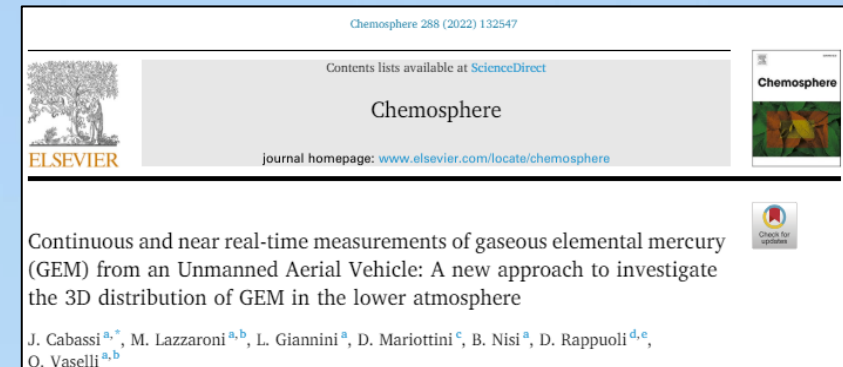 Chemosphere 288 (2022) 132547
Contents lists available at ScienceDirect
Chemosphere
journal homepage: www.elsevier.com/locate/chemosphere
ELSEVIER
Chemosphere
Check for
updates
Continuous and near real-time measurements of gaseous elemental mercury
(GEM) from an Unmanned Aerial Vehicle: A new approach to investigate
the 3D distribution of GEM in the lower atmosphere
J. Cabassi a,*, M. Lazzaroni a,b, L. Giannini a, D. Mariottini c, B. Nisi a, D. Rappuoli d,e,
O. Vaselli a,b